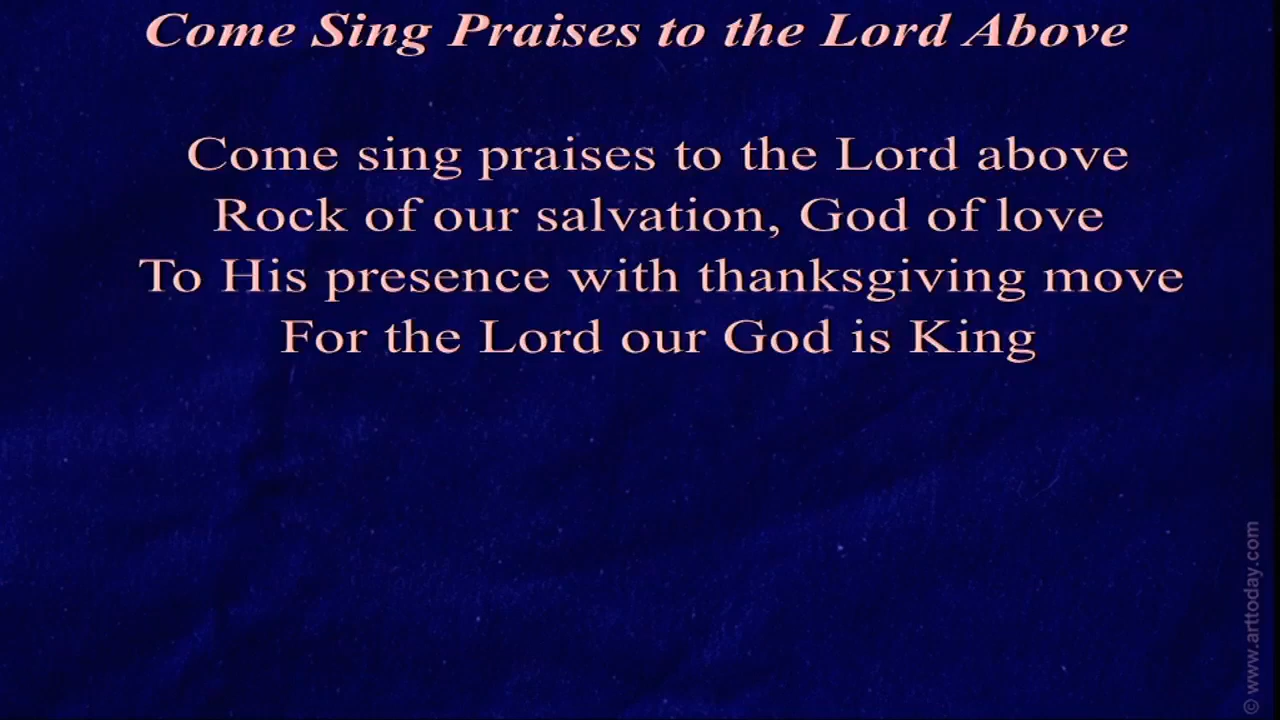 Come Sing Praises to the Lord Above
Come sing praises to the Lord above
Rock of our salvation, God of love
To His presence with thanksgiving move
For the Lord our God is King
© www.arttoday.com